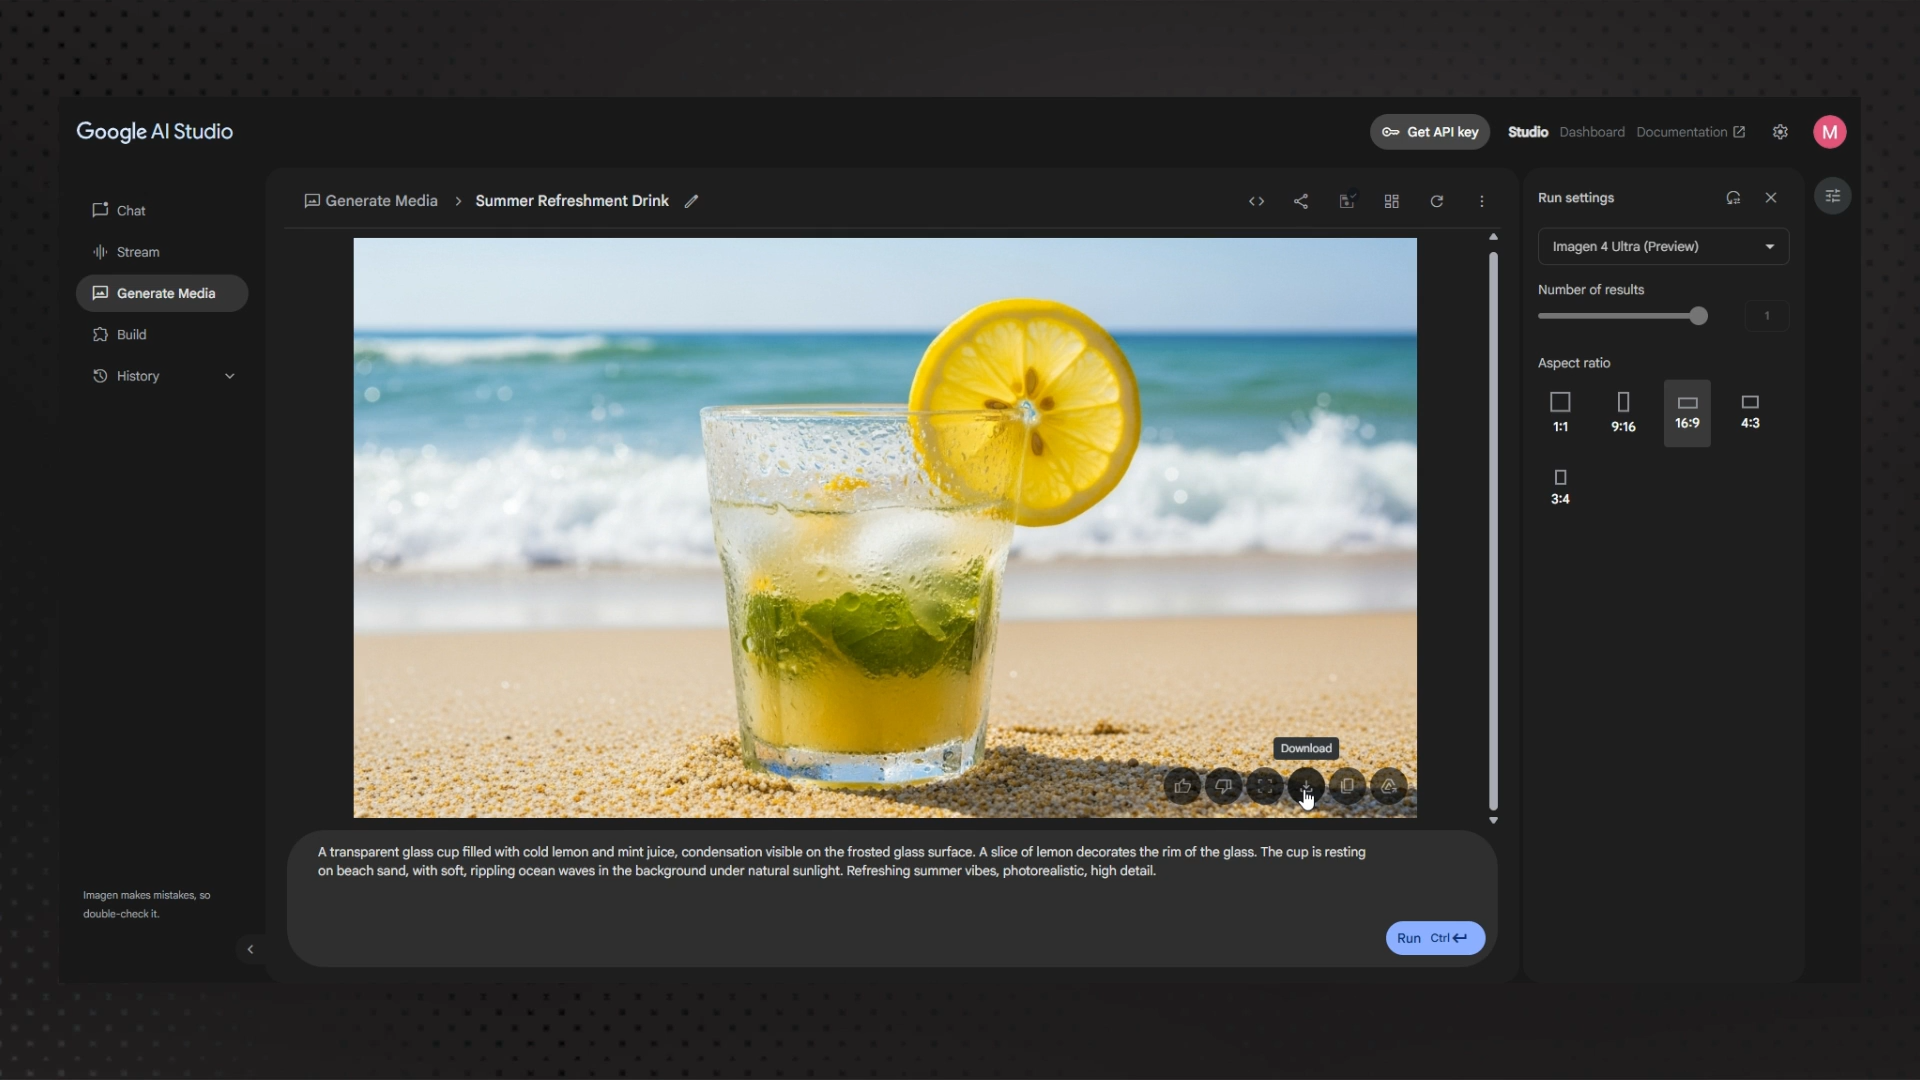 Google AI Studio
Get API key
Studio
Dashboard
Documentation
M
Chat
Stream
Generate Media
Build
History
Imagen makes mistakes, so
double-check it.
Generate Media
Summer Refreshment Drink
Download
A transparent glass cup filled with cold lemon and mint juice, condensation visible on the frosted glass surface. A slice of lemon decorates the rim of the glass. The cup is resting
on beach sand, with soft, rippling ocean waves in the background under natural sunlight. Refreshing summer vibes, photorealistic, high detail.
Run Ctrl
Run settings
Imagen 4 Ultra (Preview)
Number of results
1
Aspect ratio
1:1
9:16
16:9
4:3
3:4